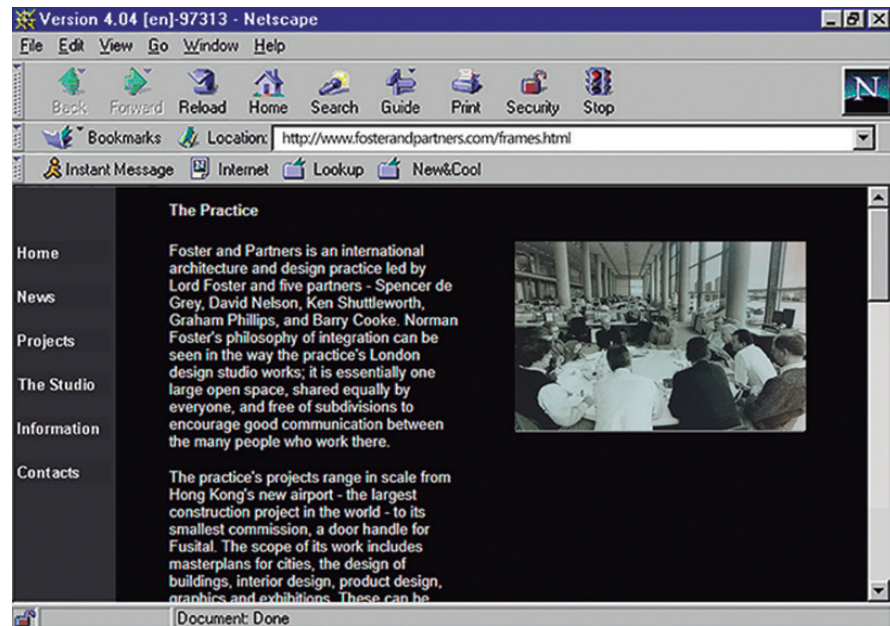 Version 4.04 [en]-97313 - Netscape
File Edit View Go Window Help
Back Forward Reload Home Search Guide Print Security Stop
N
Bookmarks Location: http://www.fosterandpartners.com/frames.html
Instant Message Internet Lookup New&Cool
Home
News
Projects
The Studio
Information
Contacts
The Practice
Foster and Partners is an international
architecture and design practice led by
Lord Foster and five partners - Spencer de
Grey, David Nelson, Ken Shuttleworth,
Graham Phillips, and Barry Cooke. Norman
Foster's philosophy of integration can be
seen in the way the practice's London
design studio works; it is essentially one
large open space, shared equally by
everyone, and free of subdivisions to
encourage good communication between
the many people who work there.
The practice's projects range in scale from
Hong Kong's new airport - the largest
construction project in the world - to its
smallest commission, a door handle for
Fusital. The scope of its work includes
masterplans for cities, the design of
buildings, interior design, product design,
graphics and exhibitions. These can be
Document: Done